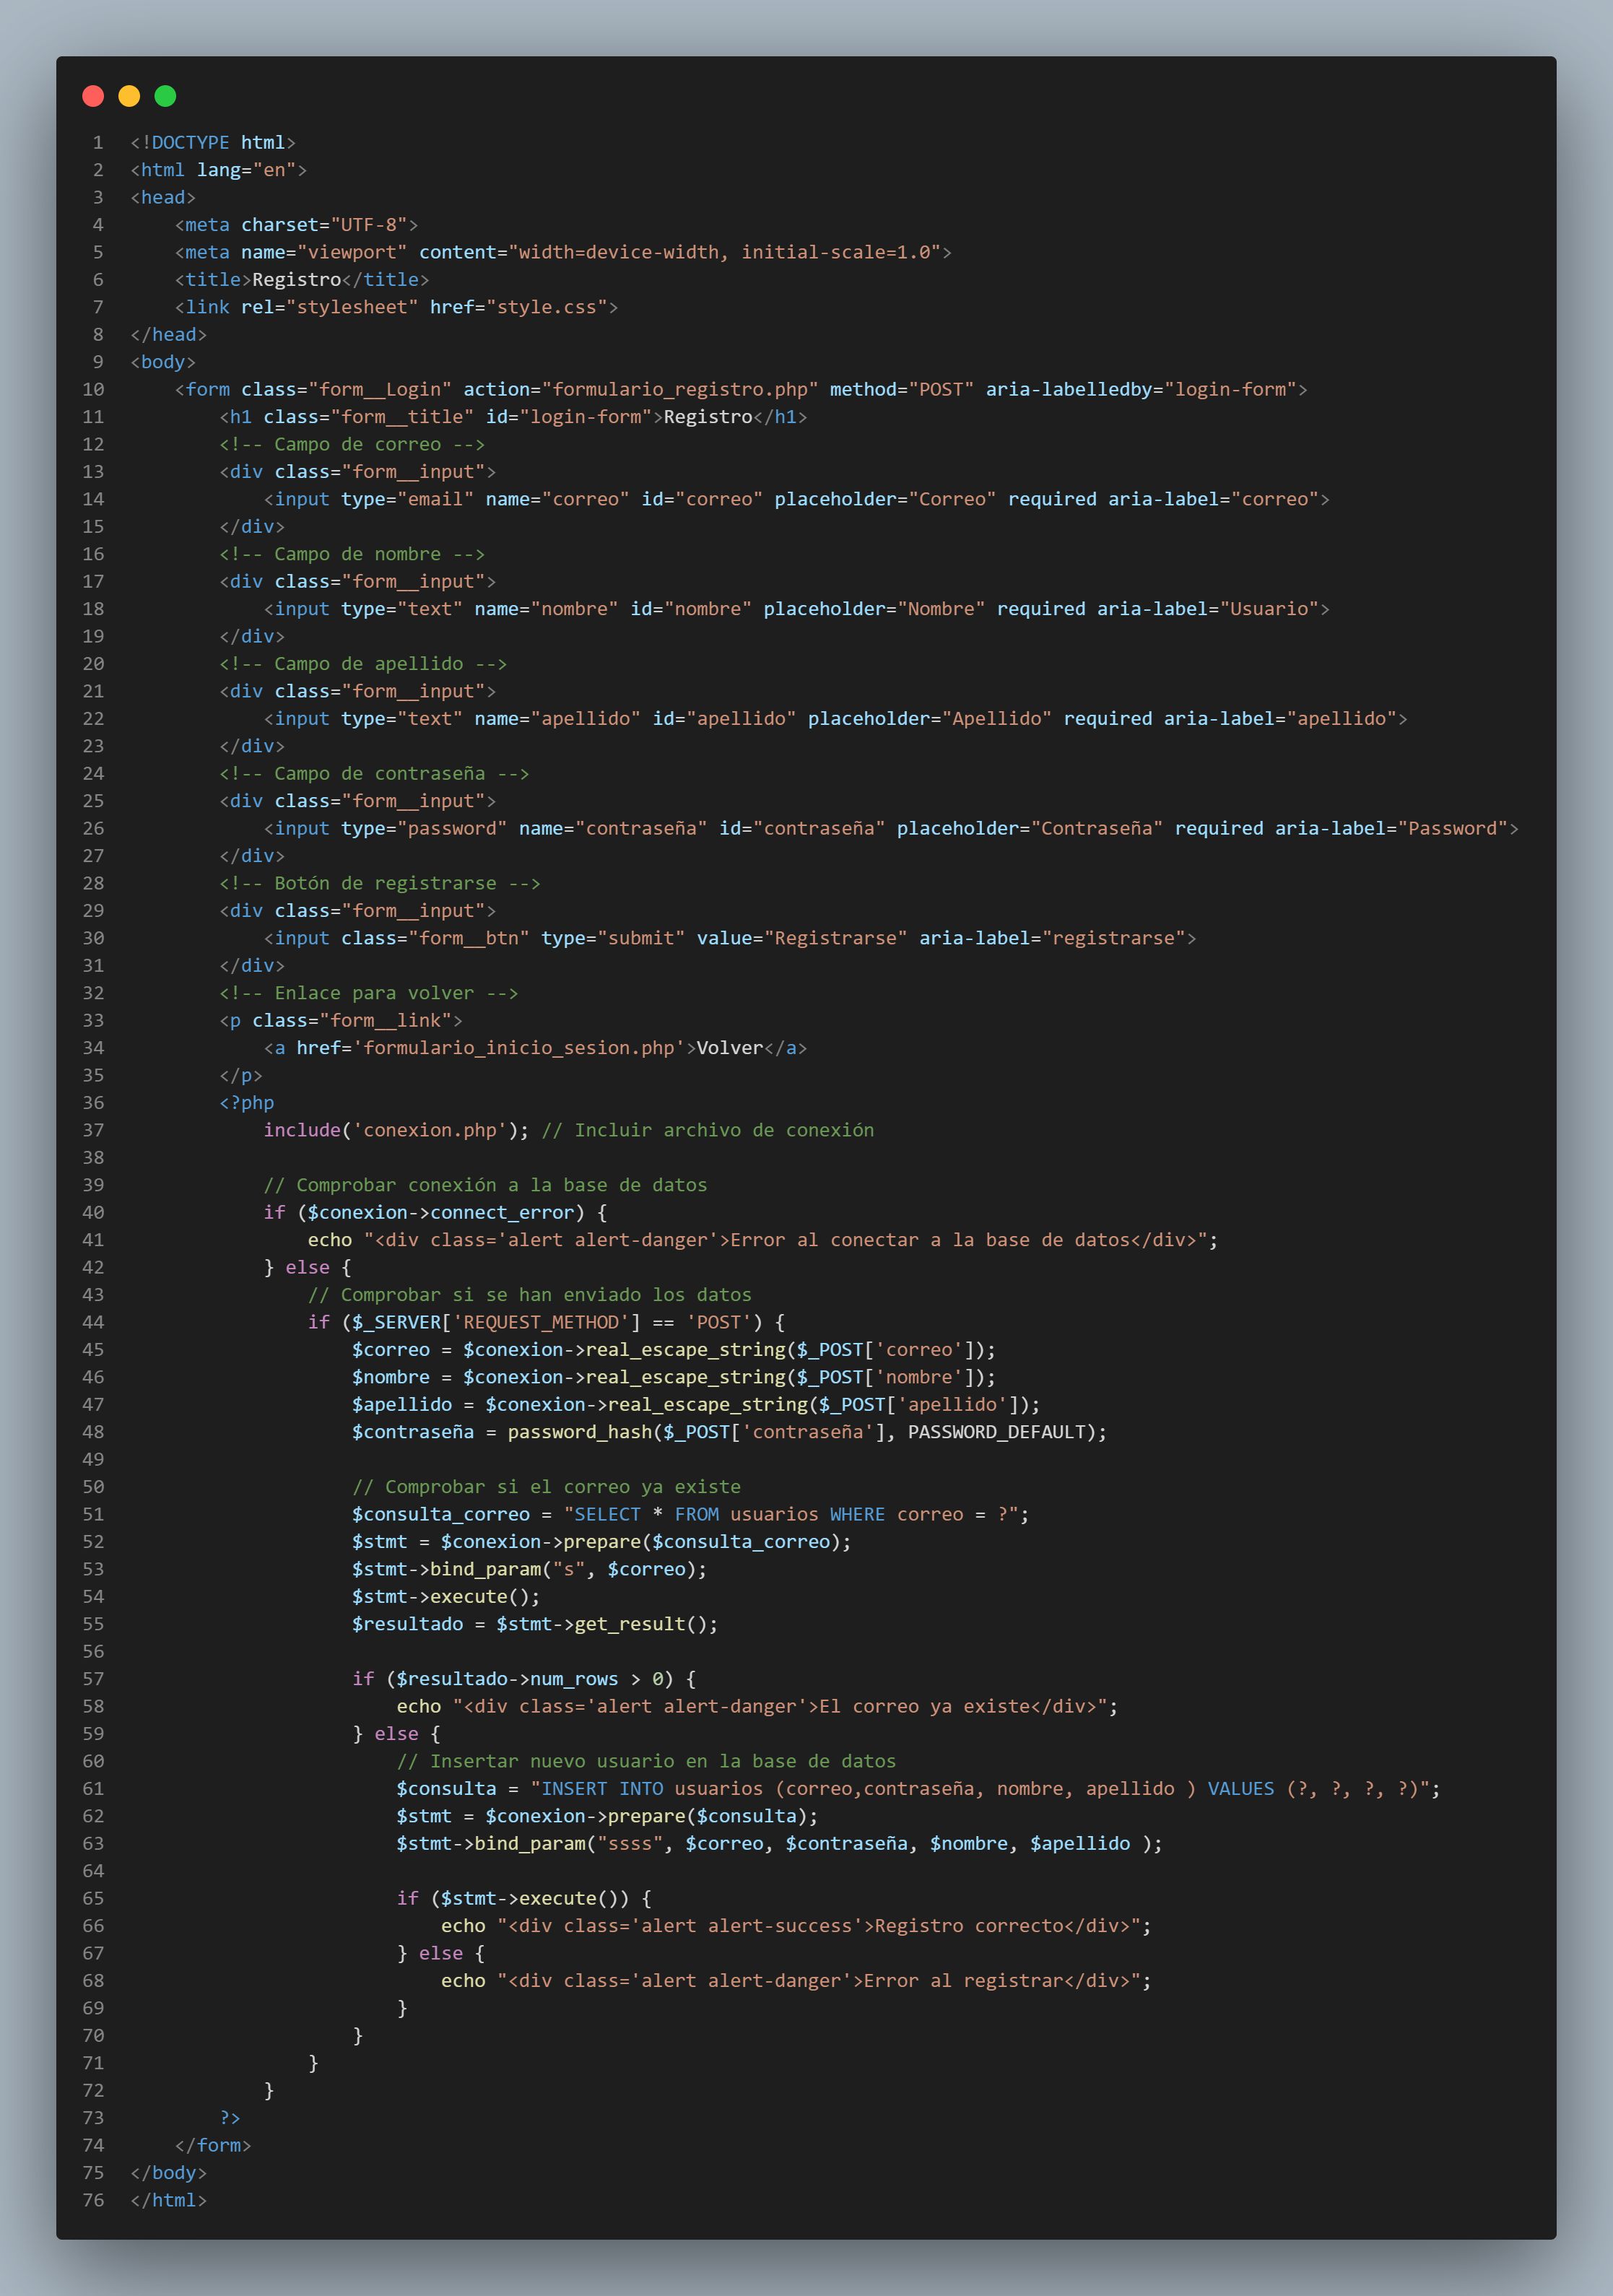 1 <!DOCTYPE html>
2 <html lang="en">
3 <head>
4     <meta charset="UTF-8">
5     <meta name="viewport" content="width=device-width, initial-scale=1.0">
6     <title>Registro</title>
7     <link rel="stylesheet" href="style.css">
8 </head>
9 <body>
10     <form class="form__Login" action="formulario_registro.php" method="POST" aria-labelledby="login-form">
11         <h1 class="form__title" id="login-form">Registro</h1>
12         <!-- Campo de correo -->
13         <div class="form__input">
14             <input type="email" name="correo" id="correo" placeholder="Correo" required aria-label="correo">
15         </div>
16         <!-- Campo de nombre -->
17         <div class="form__input">
18             <input type="text" name="nombre" id="nombre" placeholder="Nombre" required aria-label="Usuario">
19         </div>
20         <!-- Campo de apellido -->
21         <div class="form__input">
22             <input type="text" name="apellido" id="apellido" placeholder="Apellido" required aria-label="apellido">
23         </div>
24         <!-- Campo de contraseña -->
25         <div class="form__input">
26             <input type="password" name="contraseña" id="contraseña" placeholder="Contraseña" required aria-label="Password">
27         </div>
28         <!-- Botón de registrarse -->
29         <div class="form__input">
30             <input class="form__btn" type="submit" value="Registrarse" aria-label="registrarse">
31         </div>
32         <!-- Enlace para volver -->
33         <p class="form__link">
34             <a href='formulario_inicio_sesion.php'>Volver</a>
35         </p>
36         <?php
37             include('conexion.php'); // Incluir archivo de conexión
38
39             // Comprobar conexión a la base de datos
40             if ($conexion->connect_error) {
41                 echo "<div class='alert alert-danger'>Error al conectar a la base de datos</div>";
42             } else {
43                 // Comprobar si se han enviado los datos
44                 if ($_SERVER['REQUEST_METHOD'] == 'POST') {
45                     $correo = $conexion->real_escape_string($_POST['correo']);
46                     $nombre = $conexion->real_escape_string($_POST['nombre']);
47                     $apellido = $conexion->real_escape_string($_POST['apellido']);
48                     $contraseña = password_hash($_POST['contraseña'], PASSWORD_DEFAULT);
49
50                     // Comprobar si el correo ya existe
51                     $consulta_correo = "SELECT * FROM usuarios WHERE correo = ?";
52                     $stmt = $conexion->prepare($consulta_correo);
53                     $stmt->bind_param("s", $correo);
54                     $stmt->execute();
55                     $resultado = $stmt->get_result();
56
57                     if ($resultado->num_rows > 0) {
58                         echo "<div class='alert alert-danger'>El correo ya existe</div>";
59                     } else {
60                         // Insertar nuevo usuario en la base de datos
61                         $consulta = "INSERT INTO usuarios (correo,contraseña, nombre, apellido ) VALUES (?, ?, ?, ?)";
62                         $stmt = $conexion->prepare($consulta);
63                         $stmt->bind_param("ssss", $correo, $contraseña, $nombre, $apellido );
64
65                         if ($stmt->execute()) {
66                             echo "<div class='alert alert-success'>Registro correcto</div>";
67                         } else {
68                             echo "<div class='alert alert-danger'>Error al registrar</div>";
69                         }
70                     }
71                 }
72             }
73         ?>
74     </form>
75 </body>
76 </html>